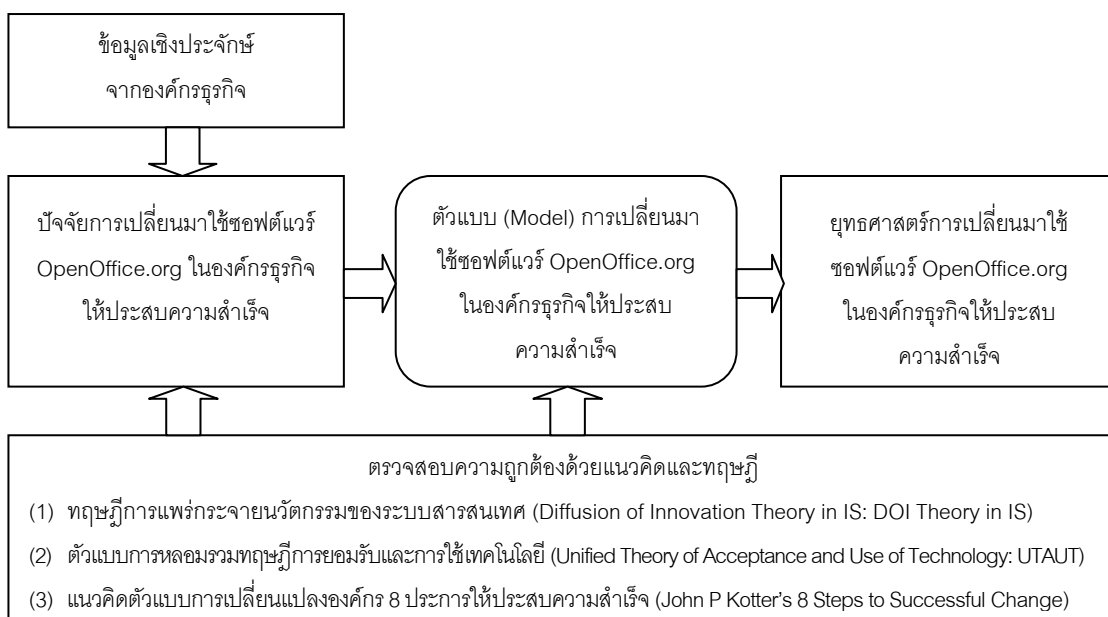 ข้อมูลเชิงประจักษ์
จากองค์กรธุรกิจ
ปัจจัยการเปลี่ยนมาใช้ซอฟต์แวร์
OpenOffice.org ในองค์กรธุรกิจ
ให้ประสบความสำเร็จ
ตัวแบบ (Model) การเปลี่ยนมา
ใช้ซอฟต์แวร์ OpenOffice.org
ในองค์กรธุรกิจให้ประสบ
ความสำเร็จ
ยุทธศาสตร์การเปลี่ยนมาใช้
ซอฟต์แวร์ OpenOffice.org
ในองค์กรธุรกิจให้ประสบ
ความสำเร็จ
ตรวจสอบความถูกต้องด้วยแนวคิดและทฤษฎี
(1) ทฤษฎีการแพร่กระจายนวัตกรรมของระบบสารสนเทศ (Diffusion of Innovation Theory in IS: DOI Theory in IS)
(2) ตัวแบบการหลอมรวมทฤษฎีการยอมรับและการใช้เทคโนโลยี (Unified Theory of Acceptance and Use of Technology: UTAUT)
(3) แนวคิดตัวแบบการเปลี่ยนแปลงองค์กร 8 ประการให้ประสบความสำเร็จ (John P Kotter's 8 Steps to Successful Change)